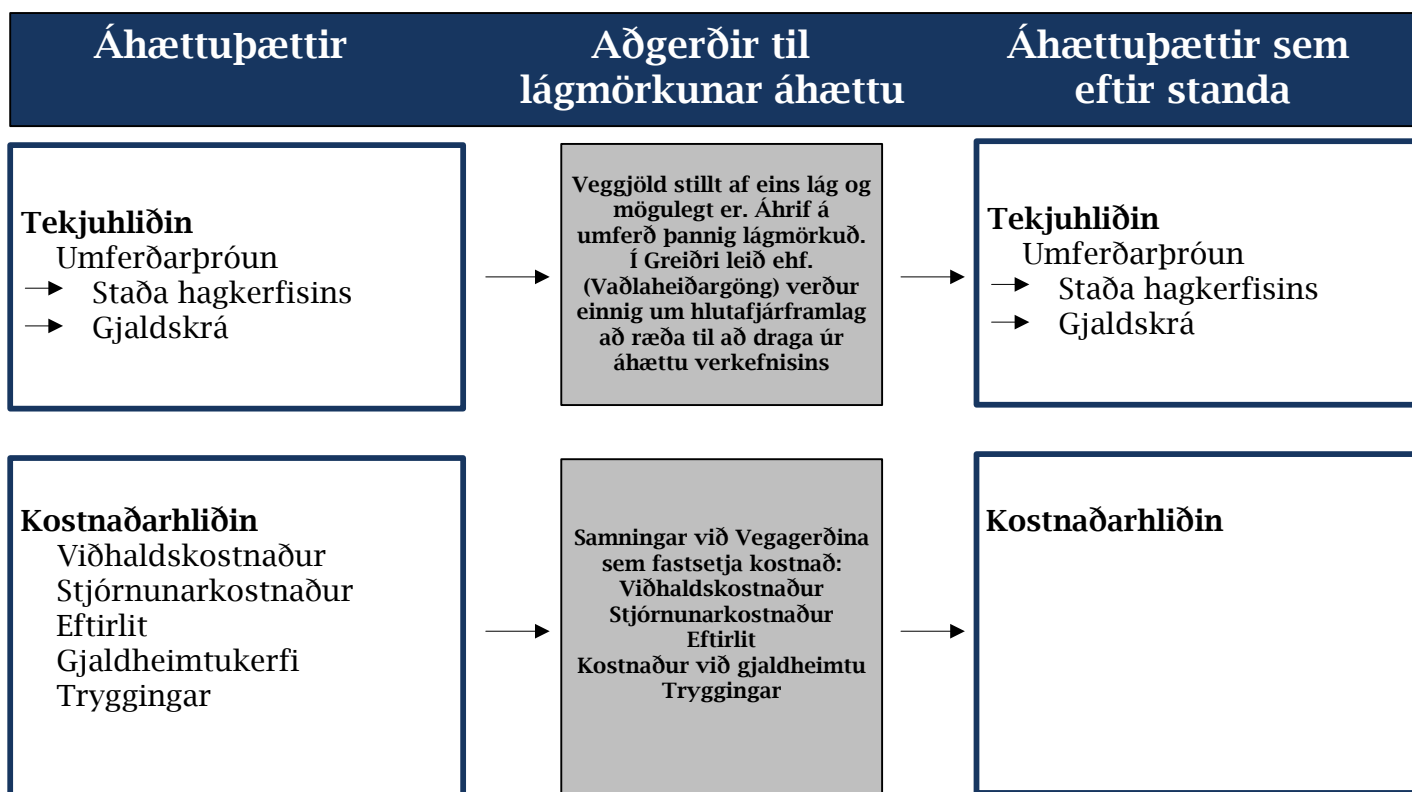 Áhættuþættir
Aðgerðir til
lágmörkunar áhættu
Áhættuþættir sem
eftir standa
Tekjuhliðin
Umferðarþróun
Staða hagkerfisins
Gjaldskrá
Veggjöld stillt af eins lág og
mögulegt er. Áhrif á
umferð þannig lágmörkuð.
Í Greiðri leið ehf.
(Vaðlaheiðargöng) verður
einnig um hlutafjárframlag
að ræða til að draga úr
áhættu verkefnisins
Tekjuhliðin
Umferðarþróun
Staða hagkerfisins
Gjaldskrá
Kostnaðarhliðin
Viðhaldskostnaður
Stjórnunarkostnaður
Eftirlit
Gjaldheimtukerfi
Tryggingar
Samningar við Vegagerðina
sem fastsetja kostnað:
Viðhaldskostnaður
Stjórnunarkostnaður
Eftirlit
Kostnaður við gjaldheimtu
Tryggingar
Kostnaðarhliðin